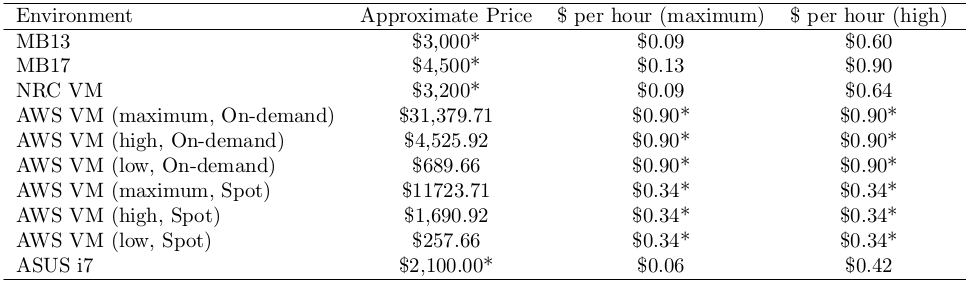 Environment Approximate Price $ per hour (maximum) $ per hour (high)
MB13 $3,000* $0.09 $0.60
MB17 $4,500* $0.13 $0.90
NRC VM $3,200* $0.09 $0.64
AWS VM (maximum, On-demand) $31,379.71 $0.90* $0.90*
AWS VM (high, On-demand) $4,525.92 $0.90* $0.90*
AWS VM (low, On-demand) $689.66 $0.90* $0.90*
AWS VM (maximum, Spot) $11723.71 $0.34* $0.34*
AWS VM (high, Spot) $1,690.92 $0.34* $0.34*
AWS VM (low, Spot) $257.66 $0.34* $0.34*
ASUS i7 $2,100.00* $0.06 $0.42